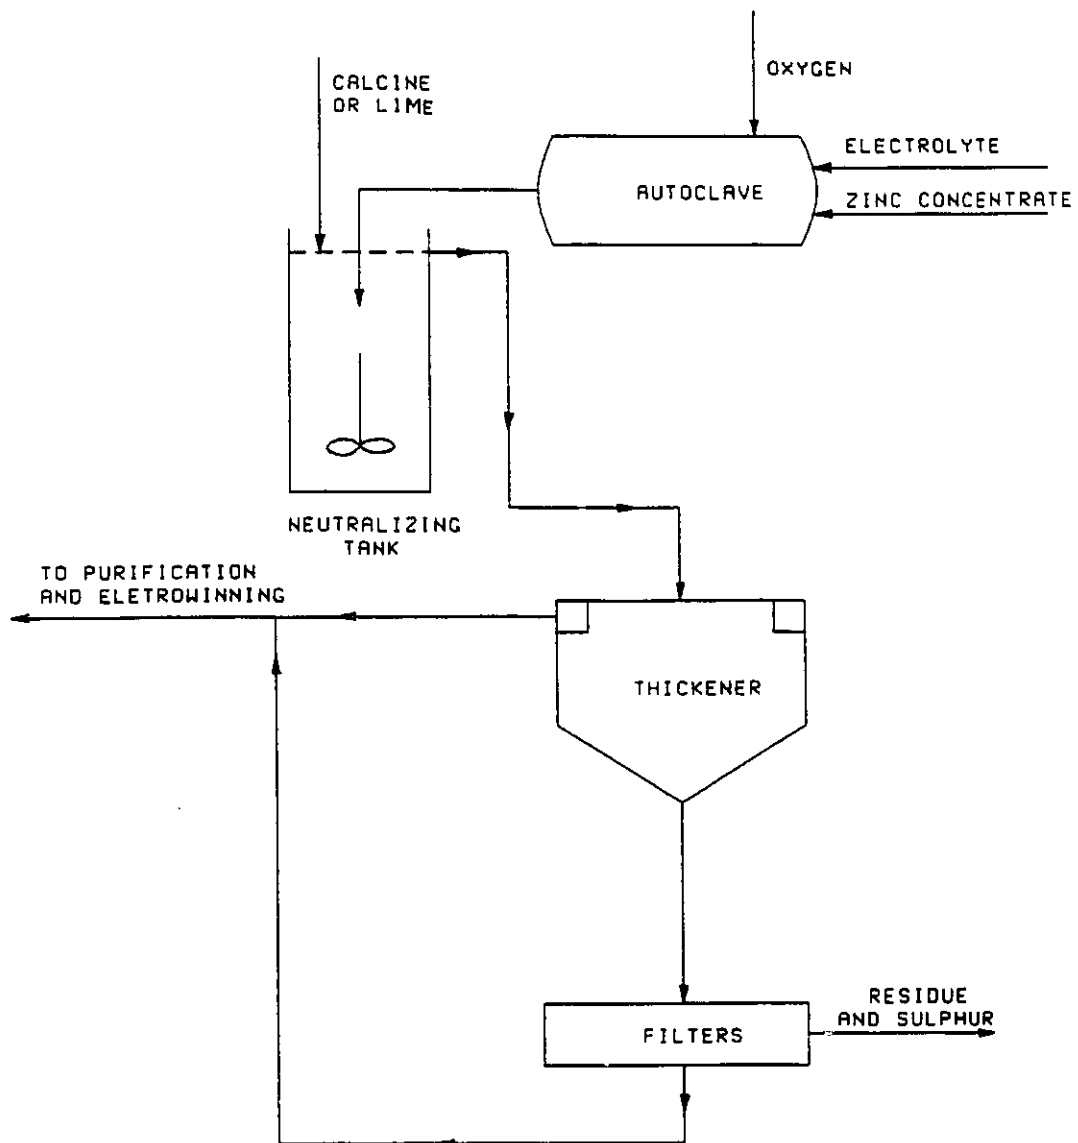 OXYGEN
CALCINE
OR LIME
ELECTROLYTE
AUTOCLAVE
ZINC CONCENTRATE
NEUTRALIZING
TANK
TO PURIFICATION
AND ELETROWINNING
THICKENER
RESIDUE
AND SULPHUR
FILTERS